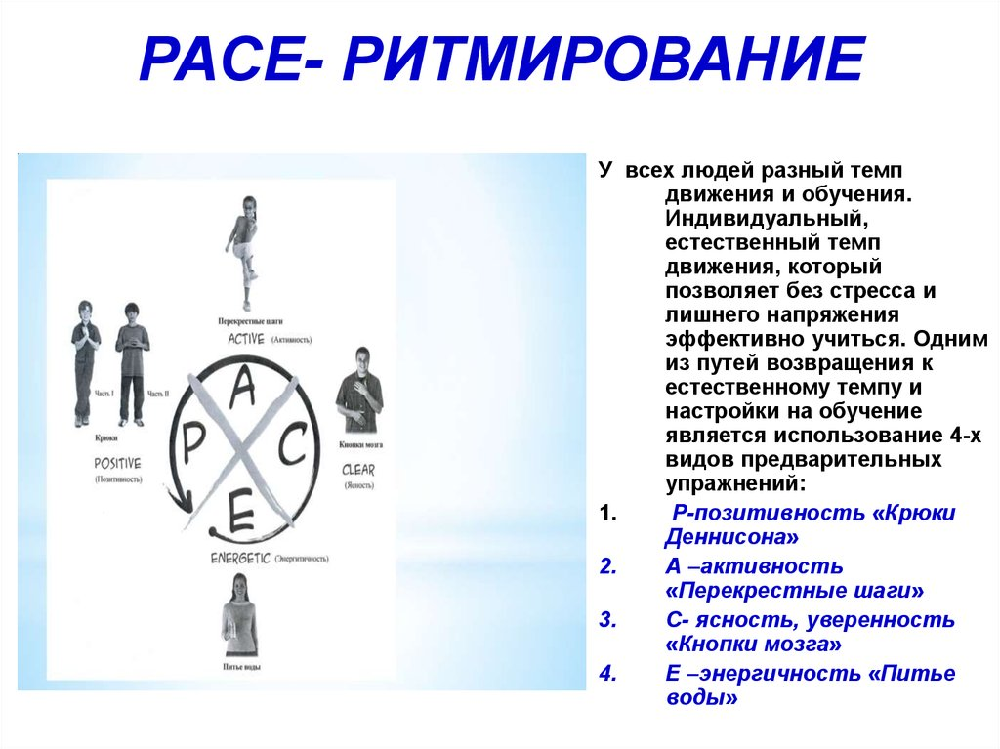 PACE- РИТМИРОВАНИЕ
Перекрестные шаги
ACTIVE (Активность)
Часть I Часть II
Крюки
POSITIVE
(Позитивность)
A
P
C
E
Кнопки мозга
CLEAR
(Ясность)
ENERGETIC (Энергитичность)
Питье воды
У всех людей разный темп
движения и обучения.
Индивидуальный,
естественный темп
движения, который
позволяет без стресса и
лишнего напряжения
эффективно учиться. Одним
из путей возвращения к
естественному темпу и
настройки на обучение
является использование 4-х
видов предварительных
упражнений:
1. Р-позитивность «Крюки
Деннисона»
2. А –активность
«Перекрестные шаги»
3. С- ясность, уверенность
«Кнопки мозга»
4. Е –энергичность «Питье
воды»